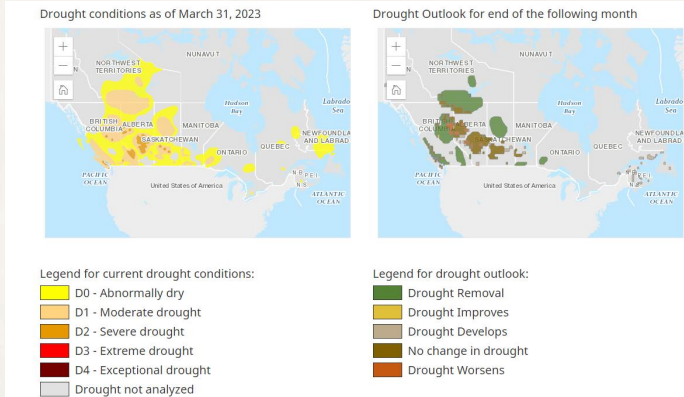 Drought conditions as of March 31, 2023
Drought Outlook for end of the following month
+
−
N
NORTHWEST
TERRITORIES
NUNAVUT
Hudson
Bay
Labrado
Sea
BRITISH
COLUMBIA
ALBERTA
MANITOBA
SASKATCHEWAN
ONTARIO
QUEBEC
NEWFOUNDLA
AND LABRAD
PACIFIC
OCEAN
United States of America
N.B.
P.E.I.
N.S.
ATLANTIC
OCEAN
+
−
N
NORTHWEST
TERRITORIES
NUNAVUT
Hudson
Bay
Labrado
Sea
MANITOBA
ONTARIO
QUEBEC
NEWFOUNDLA
AND LABRAD
PACIFIC
OCEAN
United States of America
N.S.
ATLANTIC
OCEAN
Legend for current drought conditions:
D0 - Abnormally dry
D1 - Moderate drought
D2 - Severe drought
D3 - Extreme drought
D4 - Exceptional drought
Drought not analyzed
Legend for drought outlook:
Drought Removal
Drought Improves
Drought Develops
No change in drought
Drought Worsens